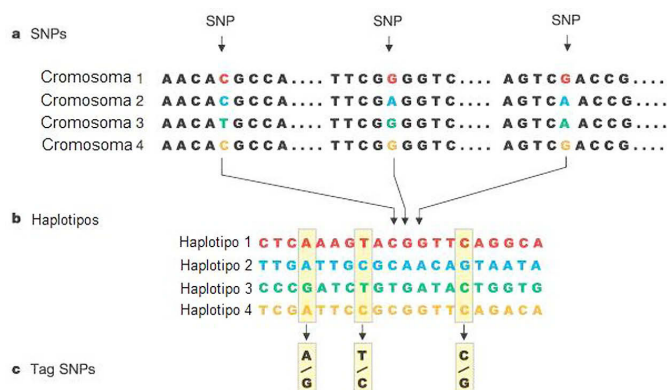 SNP SNP SNP
a SNPs
Cromosoma 1 AACACGCCA.... TTCGGGGTC.... AGTCGACCG....
Cromosoma 2 AACACGCCA.... TTCGAGGTC.... AGTCAACCG....
Cromosoma 3 AACATGCCA.... TTCGGGGTC.... AGTCAACCG....
Cromosoma 4 AACACGCCA.... TTCGGGGTC.... AGTCGACCG....
b Haplotipos
Haplotipo 1 CTCAAAGTACGGTTCAGGCA
Haplotipo 2 TTGATTGCGCAACAGTAATA
Haplotipo 3 CCCGATCTGTGATACTGGTG
Haplotipo 4 TCGATTCCGCGGTTCAGACA
c Tag SNPs A/G T/C C/G